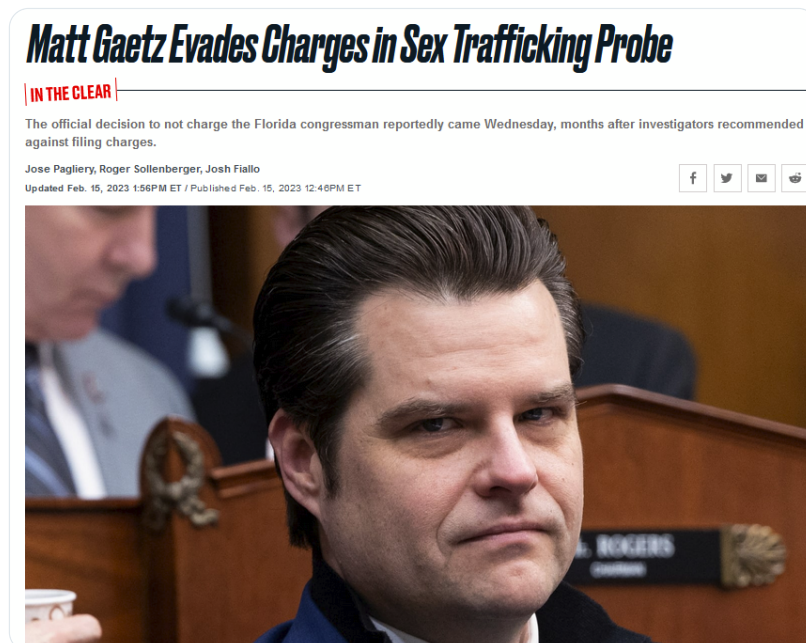 Matt Gaetz Evades Charges in Sex Trafficking Probe
IN THE CLEAR
The official decision to not charge the Florida congressman reportedly came Wednesday, months after investigators recommended
against filing charges.
Jose Pagliery, Roger Sollenberger, Josh Fiallo
Updated Feb. 15, 2023 1:56PM ET / Published Feb. 15, 2023 12:46PM ET
ROGERS